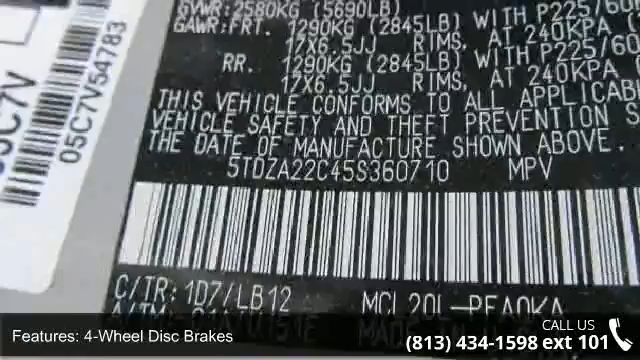 GVWR:2580KG (5690LB)
GAWR:FRT. 1290KG (2845LB) WITH P225/60
17X6.5JJ RIMS, AT 240KPA
RR. 1290KG (2845LB) WITH P225/60
17X6.5JJ RIMS, AT 240KPA
THIS VEHICLE CONFORMS TO ALL APPLICAB
VEHICLE SAFETY AND THEFT PREVENTION S
THE DATE OF MANUFACTURE SHOWN ABOVE.
5TDZA22C45S360710 MPV
C/TR:1D7/LB12 MCL20L-PFA0KA
05C7V
05C7V54783
Features: 4-Wheel Disc Brakes
CALL US
(813) 434-1598 ext 101